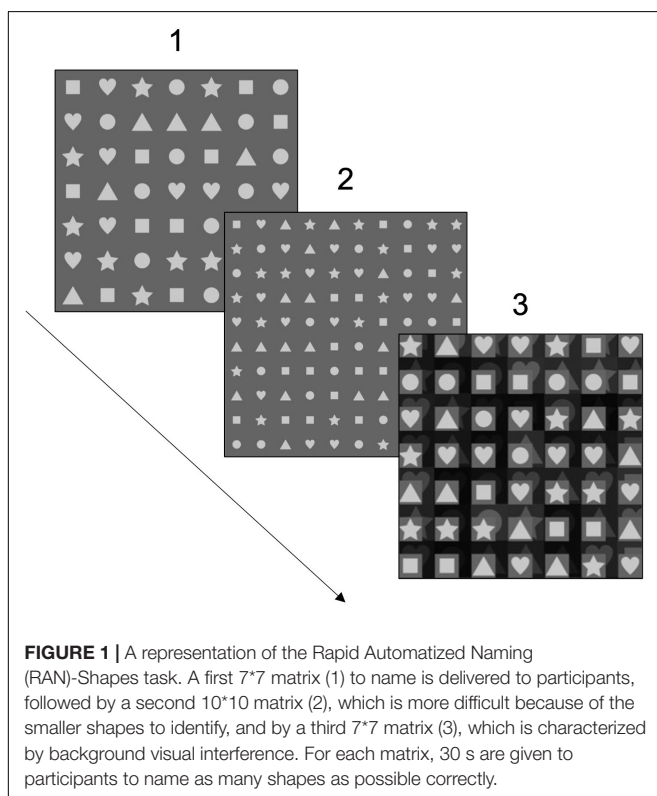 1
2
3
FIGURE 1 | A representation of the Rapid Automatized Naming
(RAN)-Shapes task. A first 7*7 matrix (1) to name is delivered to participants,
followed by a second 10*10 matrix (2), which is more difficult because of the
smaller shapes to identify, and by a third 7*7 matrix (3), which is characterized
by background visual interference. For each matrix, 30 s are given to
participants to name as many shapes as possible correctly.